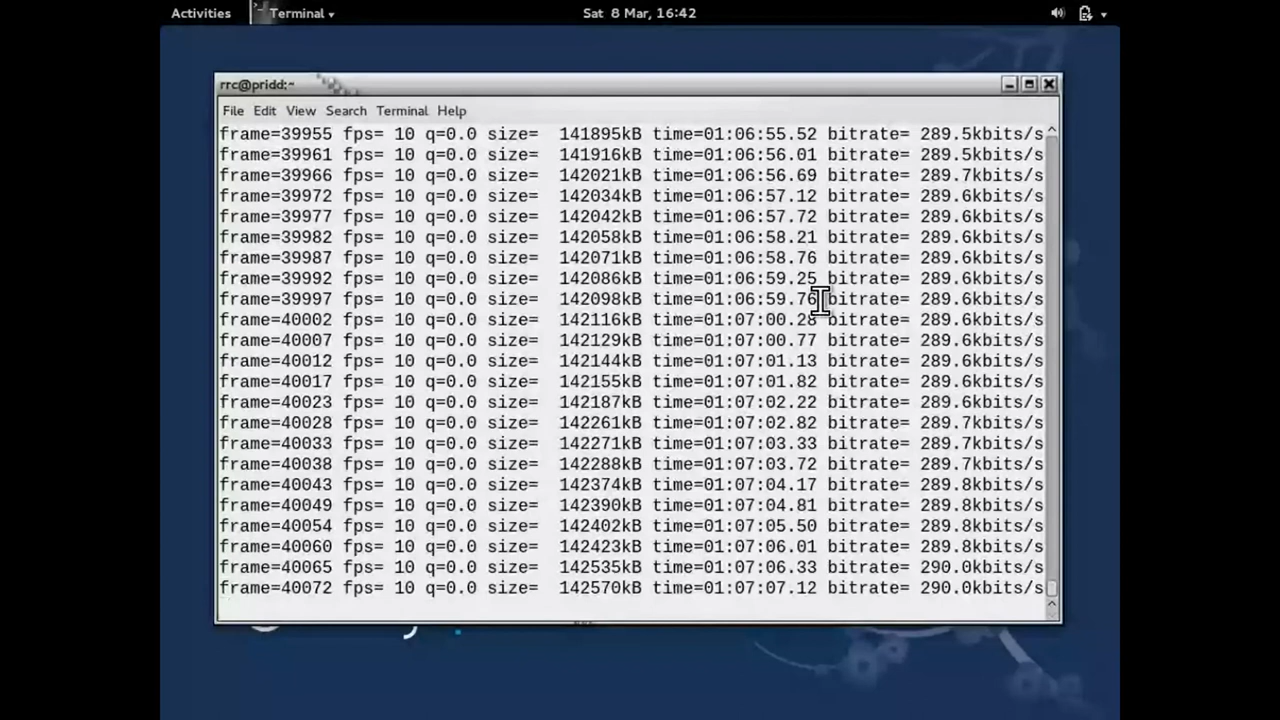 Activities Terminal Sat 8 Mar, 16:42
rrc@pridd:~
File Edit View Search Terminal Help
frame=39955 fps= 10 q=0.0 size=  141895kB time=01:06:55.52 bitrate= 289.5kbits/s
frame=39961 fps= 10 q=0.0 size=  141916kB time=01:06:56.01 bitrate= 289.5kbits/s
frame=39966 fps= 10 q=0.0 size=  142021kB time=01:06:56.69 bitrate= 289.7kbits/s
frame=39972 fps= 10 q=0.0 size=  142034kB time=01:06:57.12 bitrate= 289.6kbits/s
frame=39977 fps= 10 q=0.0 size=  142042kB time=01:06:57.72 bitrate= 289.6kbits/s
frame=39982 fps= 10 q=0.0 size=  142058kB time=01:06:58.21 bitrate= 289.6kbits/s
frame=39987 fps= 10 q=0.0 size=  142071kB time=01:06:58.76 bitrate= 289.6kbits/s
frame=39992 fps= 10 q=0.0 size=  142086kB time=01:06:59.25 bitrate= 289.6kbits/s
frame=39997 fps= 10 q=0.0 size=  142098kB time=01:06:59.76 bitrate= 289.6kbits/s
frame=40002 fps= 10 q=0.0 size=  142116kB time=01:07:00.28 bitrate= 289.6kbits/s
frame=40007 fps= 10 q=0.0 size=  142129kB time=01:07:00.77 bitrate= 289.6kbits/s
frame=40012 fps= 10 q=0.0 size=  142144kB time=01:07:01.13 bitrate= 289.6kbits/s
frame=40017 fps= 10 q=0.0 size=  142155kB time=01:07:01.82 bitrate= 289.6kbits/s
frame=40023 fps= 10 q=0.0 size=  142187kB time=01:07:02.22 bitrate= 289.6kbits/s
frame=40028 fps= 10 q=0.0 size=  142261kB time=01:07:02.82 bitrate= 289.7kbits/s
frame=40033 fps= 10 q=0.0 size=  142271kB time=01:07:03.33 bitrate= 289.7kbits/s
frame=40038 fps= 10 q=0.0 size=  142288kB time=01:07:03.72 bitrate= 289.7kbits/s
frame=40043 fps= 10 q=0.0 size=  142374kB time=01:07:04.17 bitrate= 289.8kbits/s
frame=40049 fps= 10 q=0.0 size=  142390kB time=01:07:04.81 bitrate= 289.8kbits/s
frame=40054 fps= 10 q=0.0 size=  142402kB time=01:07:05.50 bitrate= 289.8kbits/s
frame=40060 fps= 10 q=0.0 size=  142423kB time=01:07:06.01 bitrate= 289.8kbits/s
frame=40065 fps= 10 q=0.0 size=  142535kB time=01:07:06.33 bitrate= 290.0kbits/s
frame=40072 fps= 10 q=0.0 size=  142570kB time=01:07:07.12 bitrate= 290.0kbits/s